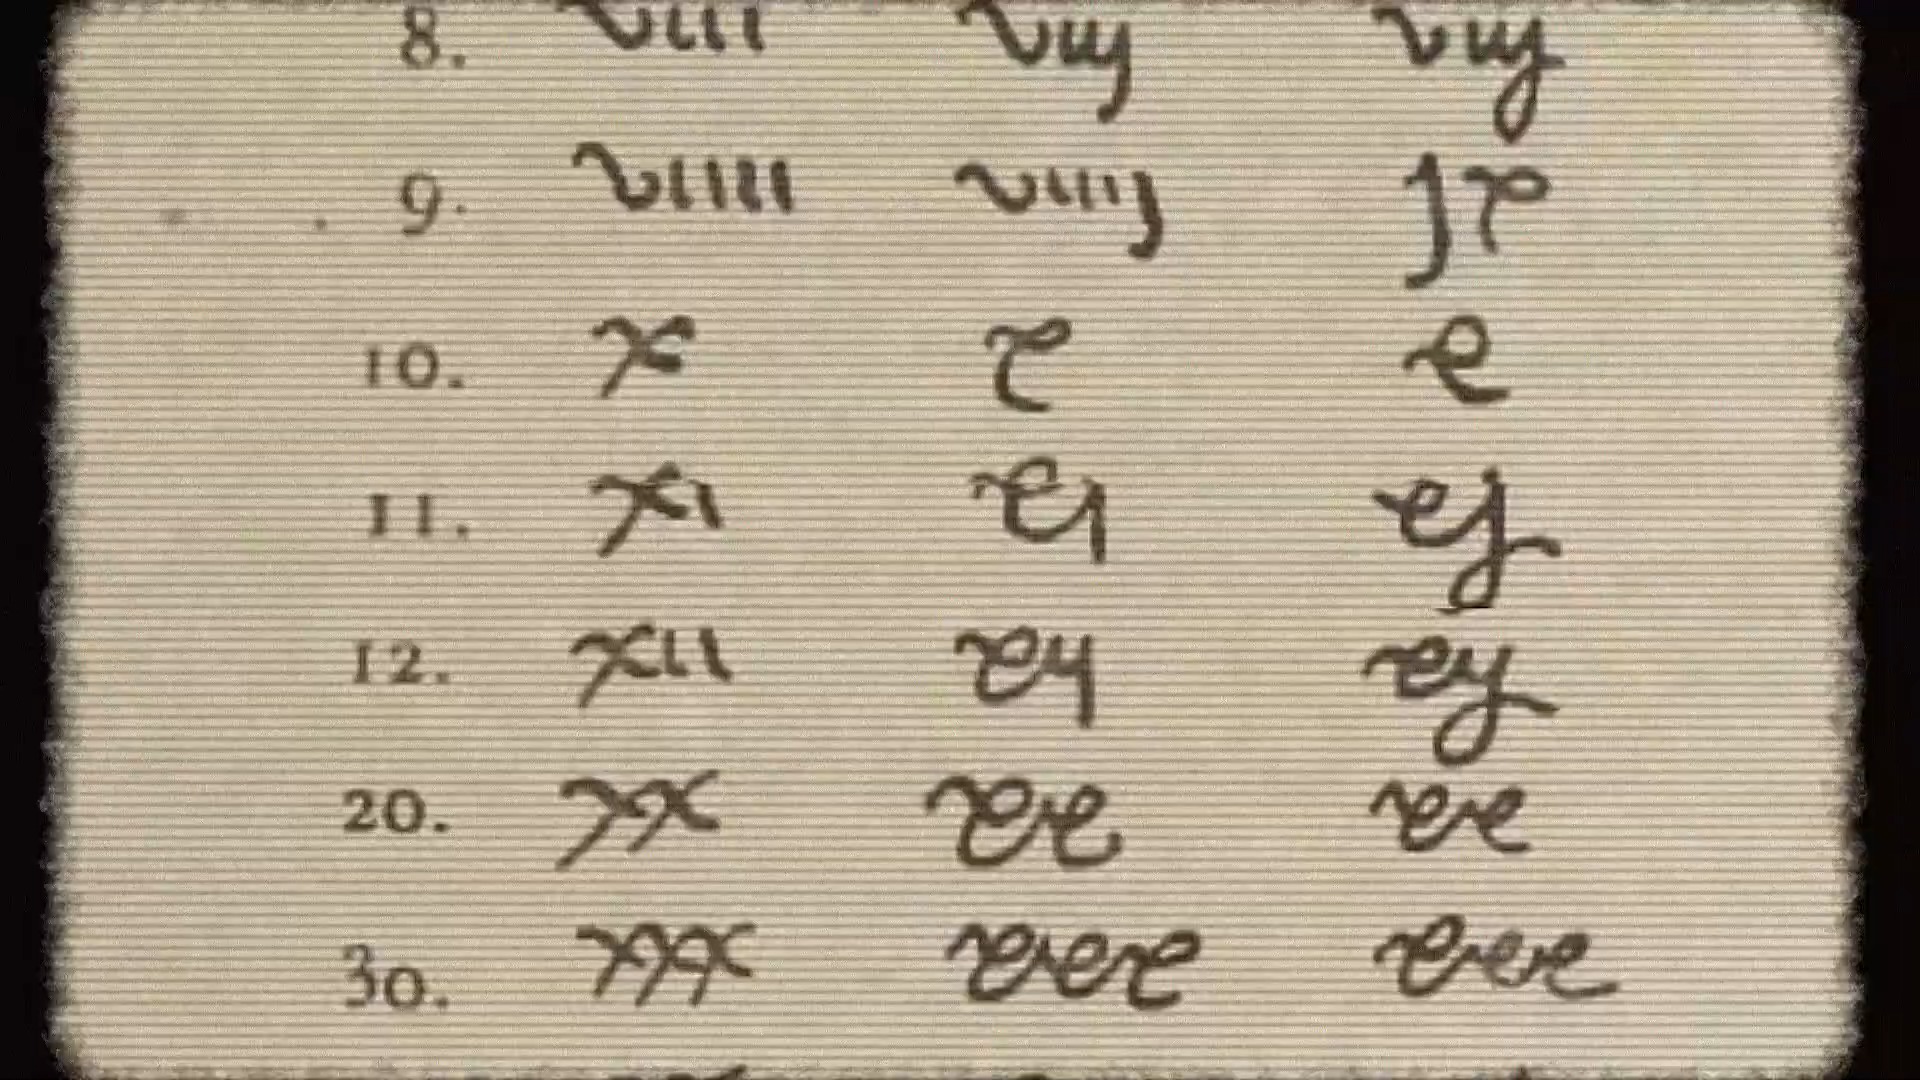 8. viii viij viij
9. viiii viiij jx
10. x x x
11. xi xj xj
12. xii xij xij
20. xx xx xx
30. xxx xxx xxx